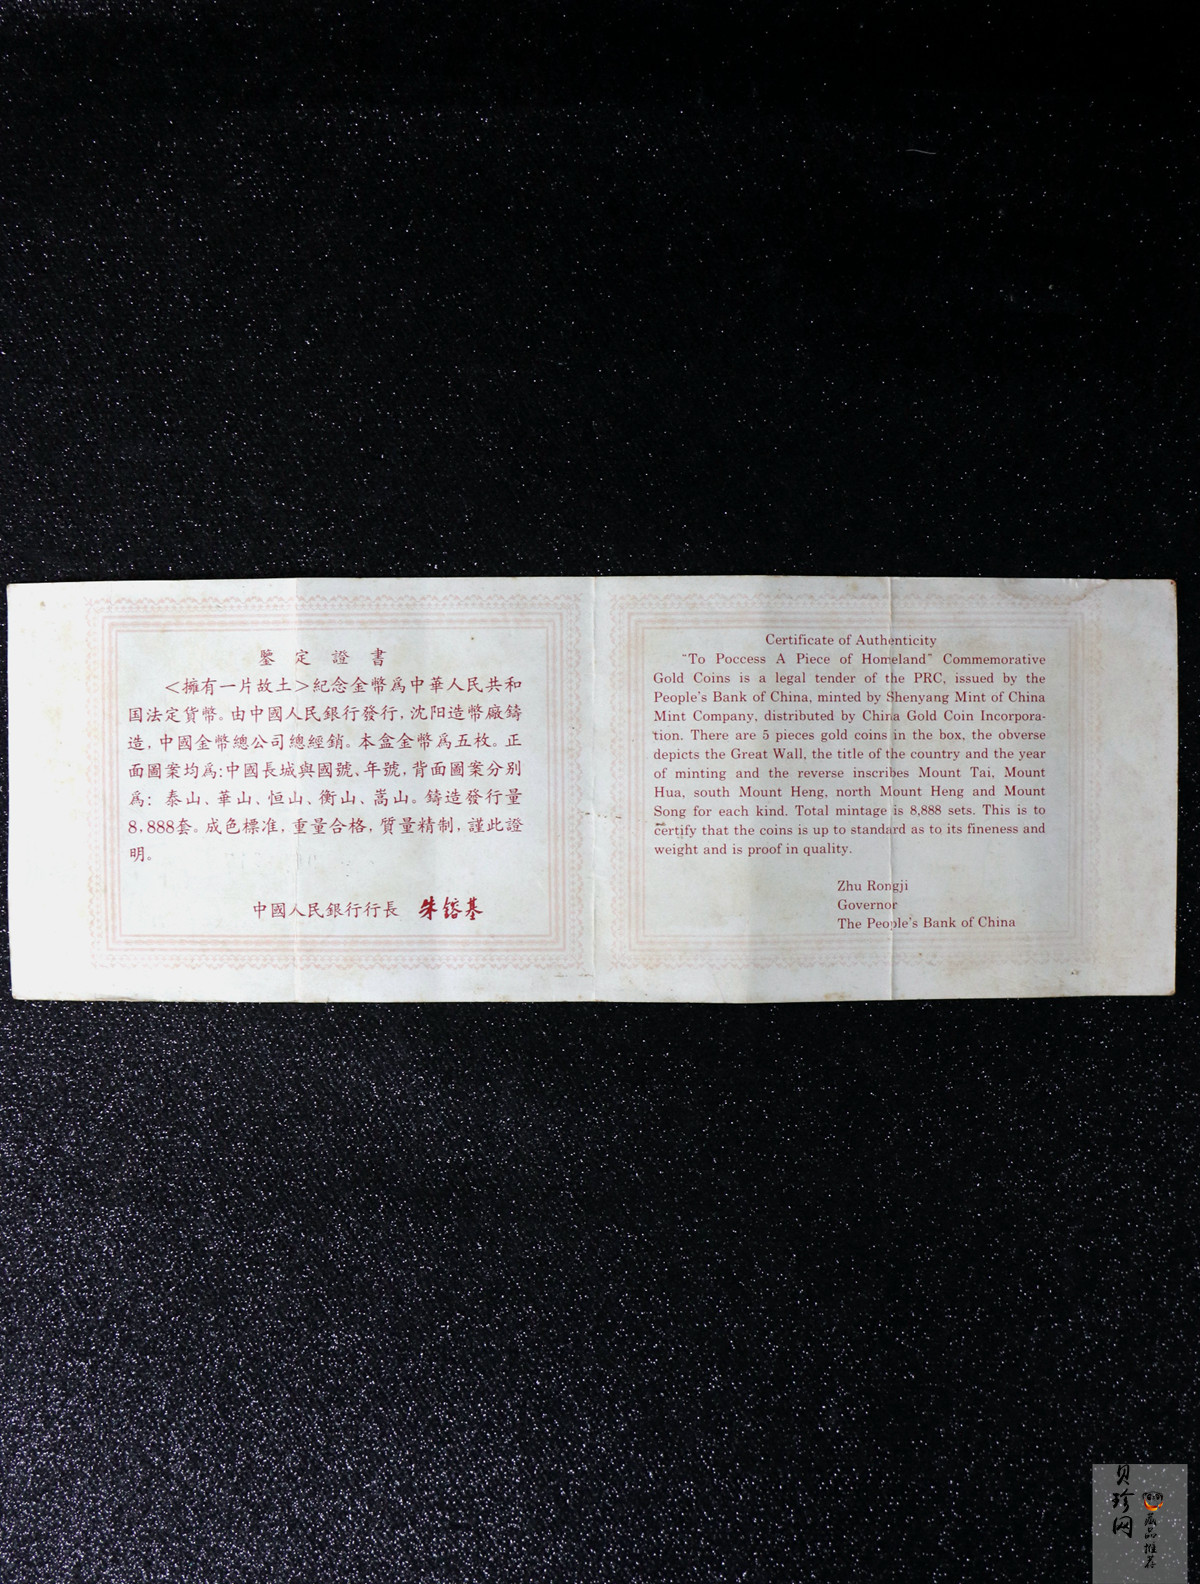 鑒定證書
<擁有一片故土>紀念金幣爲中華人民共和
国法定貨幣。由中國人民銀行發行,沈阳造幣廠鑄
造,中國金幣總公司總經銷。本盒金幣爲五枚。正
面圖案均爲:中國長城與國號、年號,背面圖案分别
爲:泰山、華山、恒山、衡山、嵩山。鑄造發行量
8,888套。成色標准,重量合格,質量精制,謹此證
明。
中國人民銀行行長 朱鎔基
Certificate of Authenticity
"To Poccess A Piece of Homeland" Commemorative
Gold Coins is a legal tender of the PRC, issued by the
People's Bank of China, minted by Shenyang Mint of China
Mint Company, distributed by China Gold Coin Incorpora-
tion. There are 5 pieces gold coins in the box, the obverse
depicts the Great Wall, the title of the country and the year
of minting and the reverse inscribes Mount Tai, Mount
Hua, south Mount Heng, north Mount Heng and Mount
Song for each kind. Total mintage is 8,888 sets. This is to
certify that the coins is up to standard as to its fineness and
weight and is proof in quality.
Zhu Rongji
Governor
The People's Bank of China
贝珍网
藏品推荐